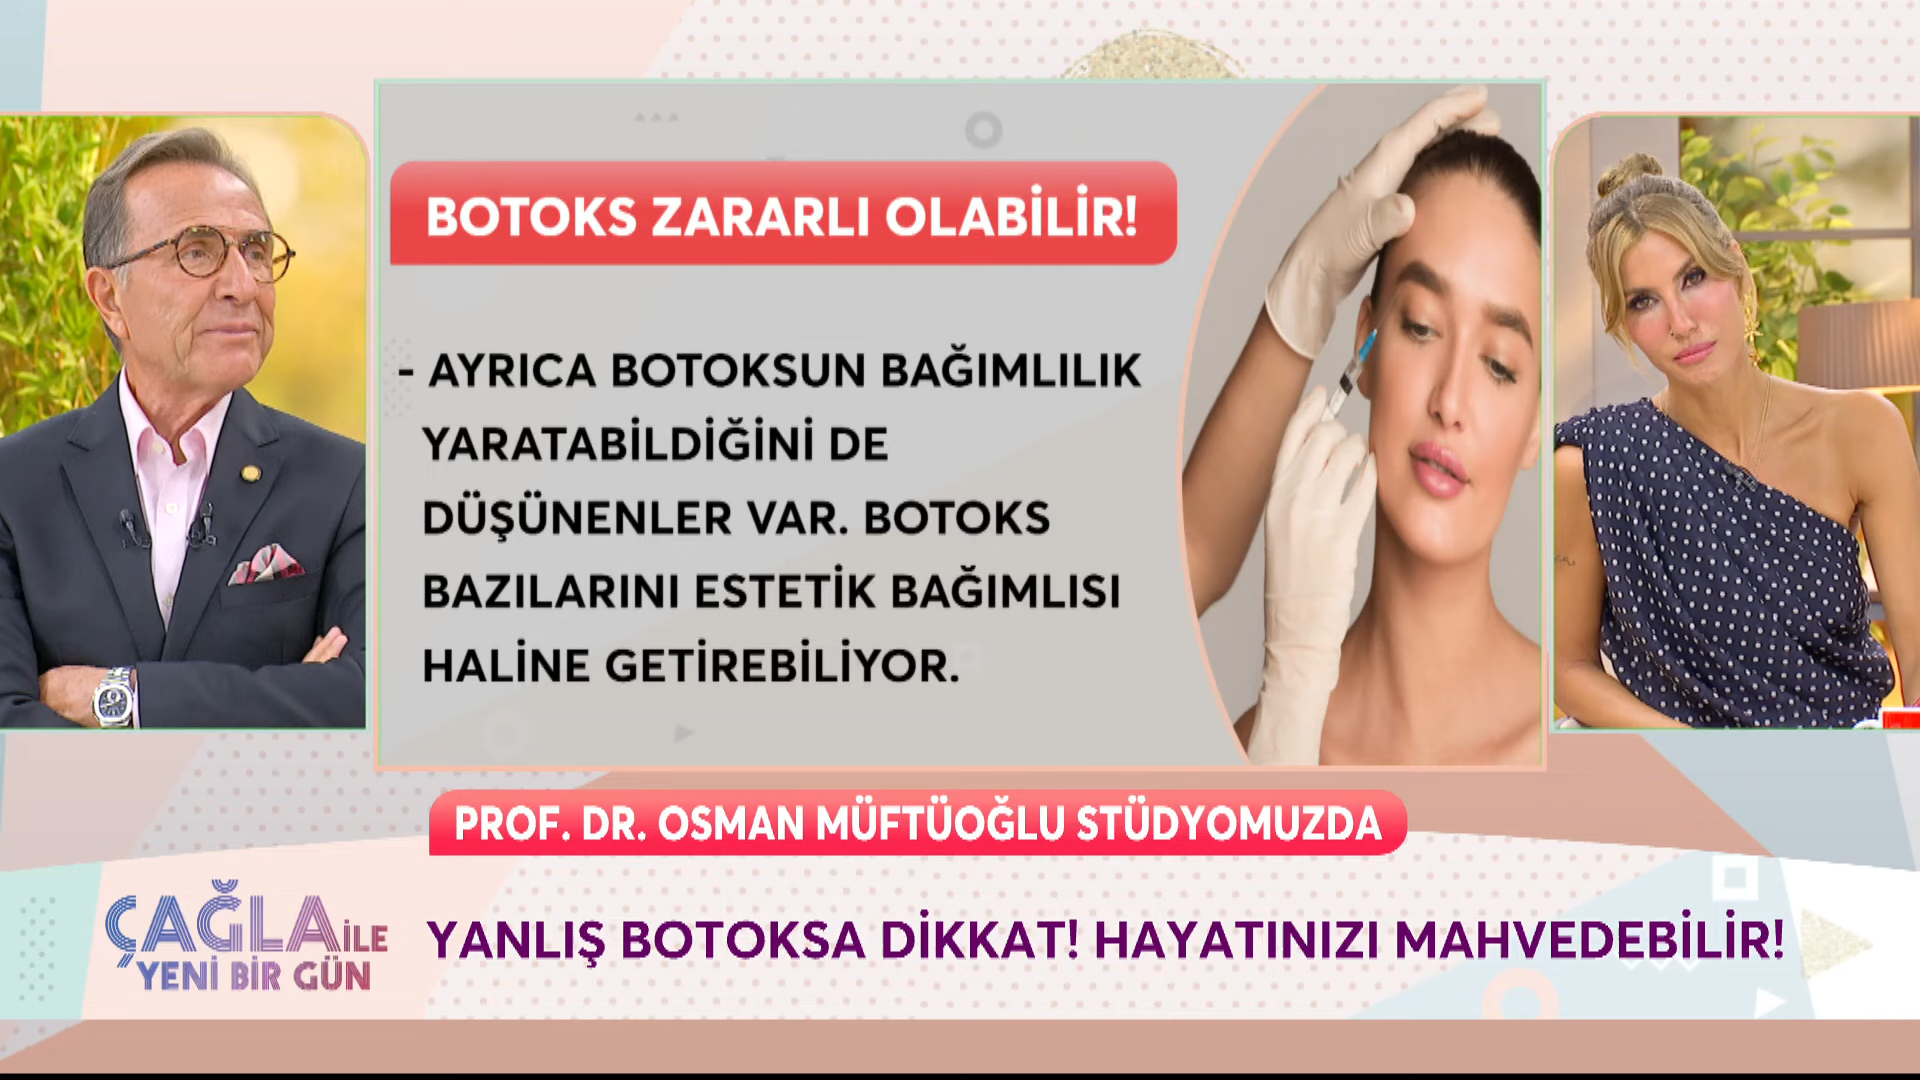 BOTOKS ZARARLI OLABİLİR!
- AYRICA BOTOKSUN BAĞIMLILIK
YARATABİLDİĞİNİ DE
DÜŞÜNENLER VAR. BOTOKS
BAZILARINI ESTETİK BAĞIMLISI
HALİNE GETİREBİLİYOR.
PROF. DR. OSMAN MÜFTÜOĞLU STÜDYOMUZDA
ÇAĞLA İLE
YENİ BİR GÜN
YANLIŞ BOTOKSA DİKKAT! HAYATINIZI MAHVEDEBİLİR!